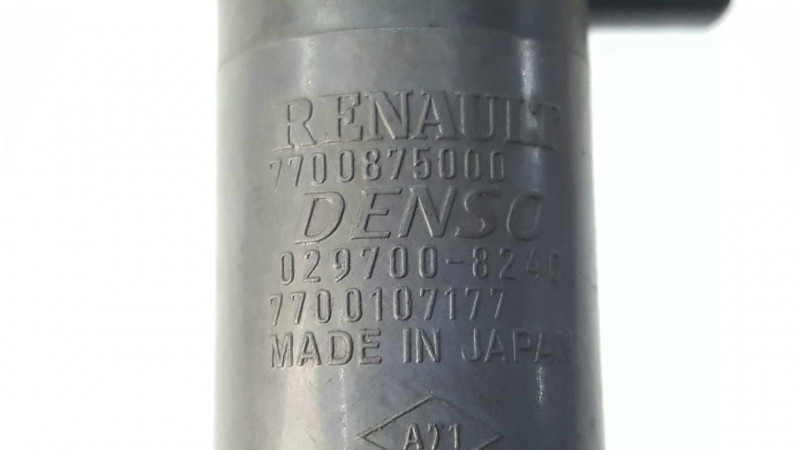 RENAULT
7700875000
DENSO
029700-8240
7700107177
MADE IN JAPAN
A71